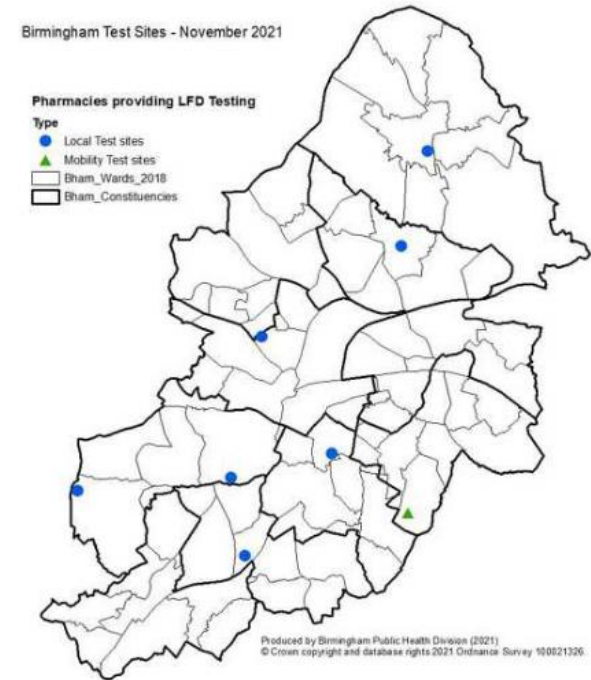 Birmingham Test Sites - November 2021
Pharmacies providing LFD Testing
Type
Local Test sites
Mobility Test sites
Bham_Wards_2018
Bham_Constituencies
Produced by Birmingham Public Health Division (2021)
© Crown copyright and database rights 2021 Ordnance Survey 100021326